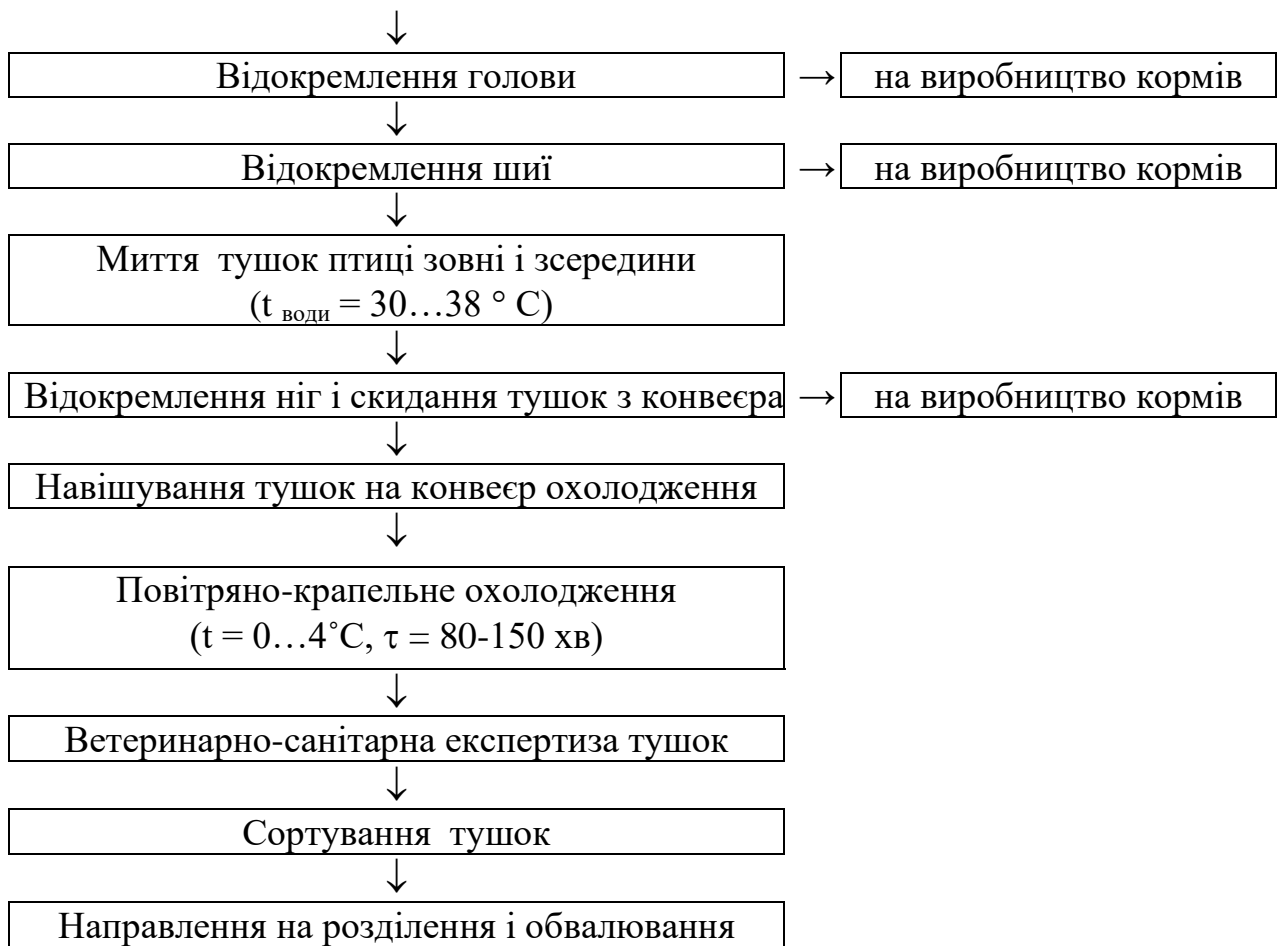 ↓
Відокремлення голови → на виробництво кормів
↓
Відокремлення шиї → на виробництво кормів
↓
Миття тушок птиці зовні і зсередини
(t води = 30…38 ° С)
↓
Відокремлення ніг і скидання тушок з конвеєра → на виробництво кормів
↓
Навішування тушок на конвеєр охолодження
↓
Повітряно-крапельне охолодження
(t = 0…4˚С, τ = 80-150 хв)
↓
Ветеринарно-санітарна експертиза тушок
↓
Сортування тушок
↓
Направлення на розділення і обвалювання